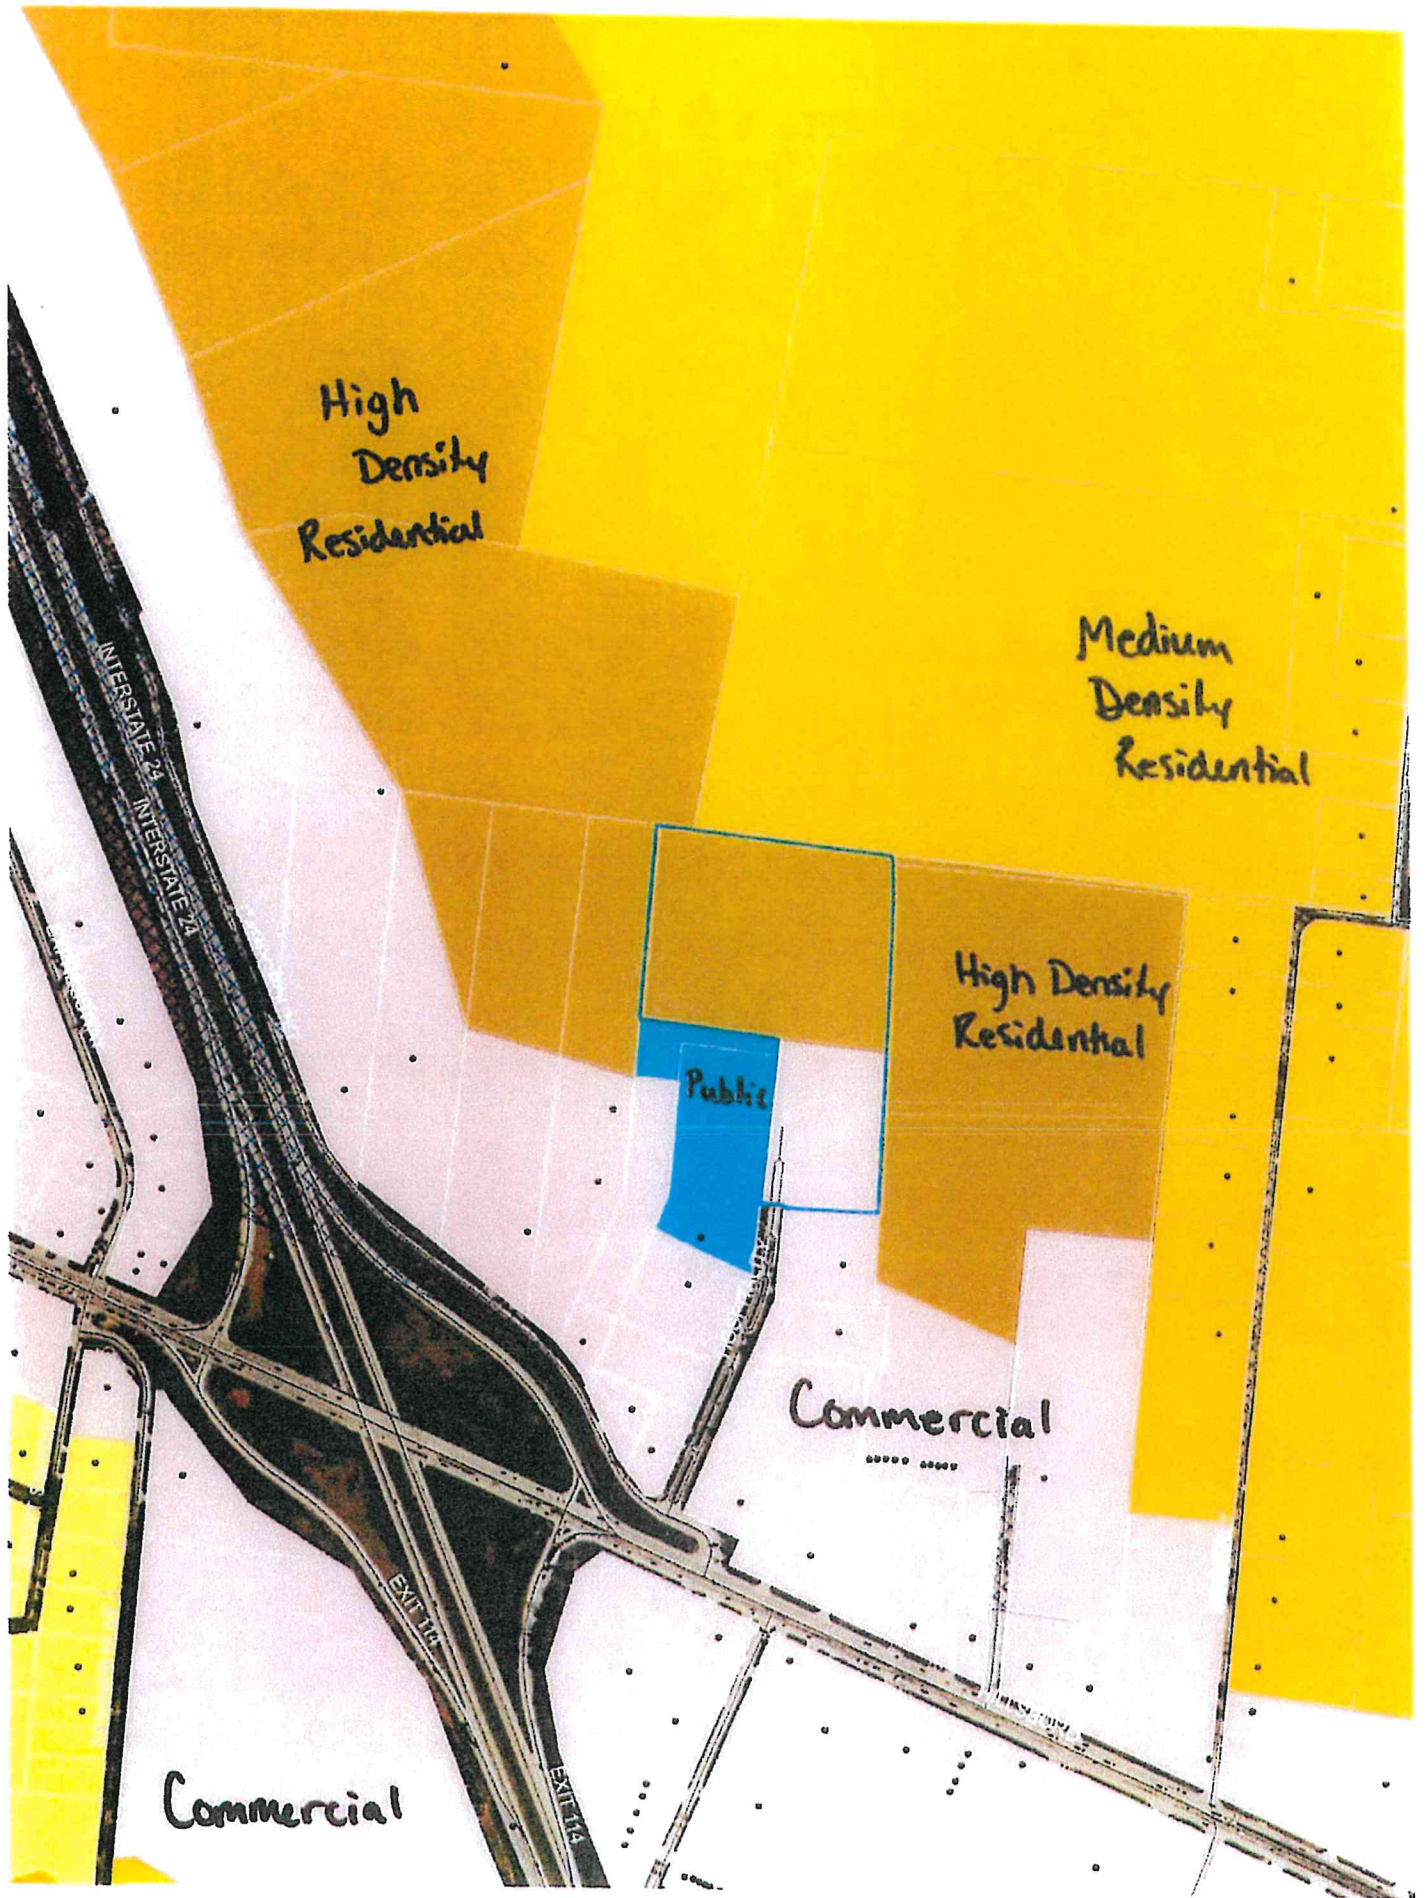 High
Density
Residential
INTERSTATE 24
INTERSTATE 24
Medium
Density
Residential
High Density
Residential
Public
Commercial
EXIT 114
EXIT 114
Commercial